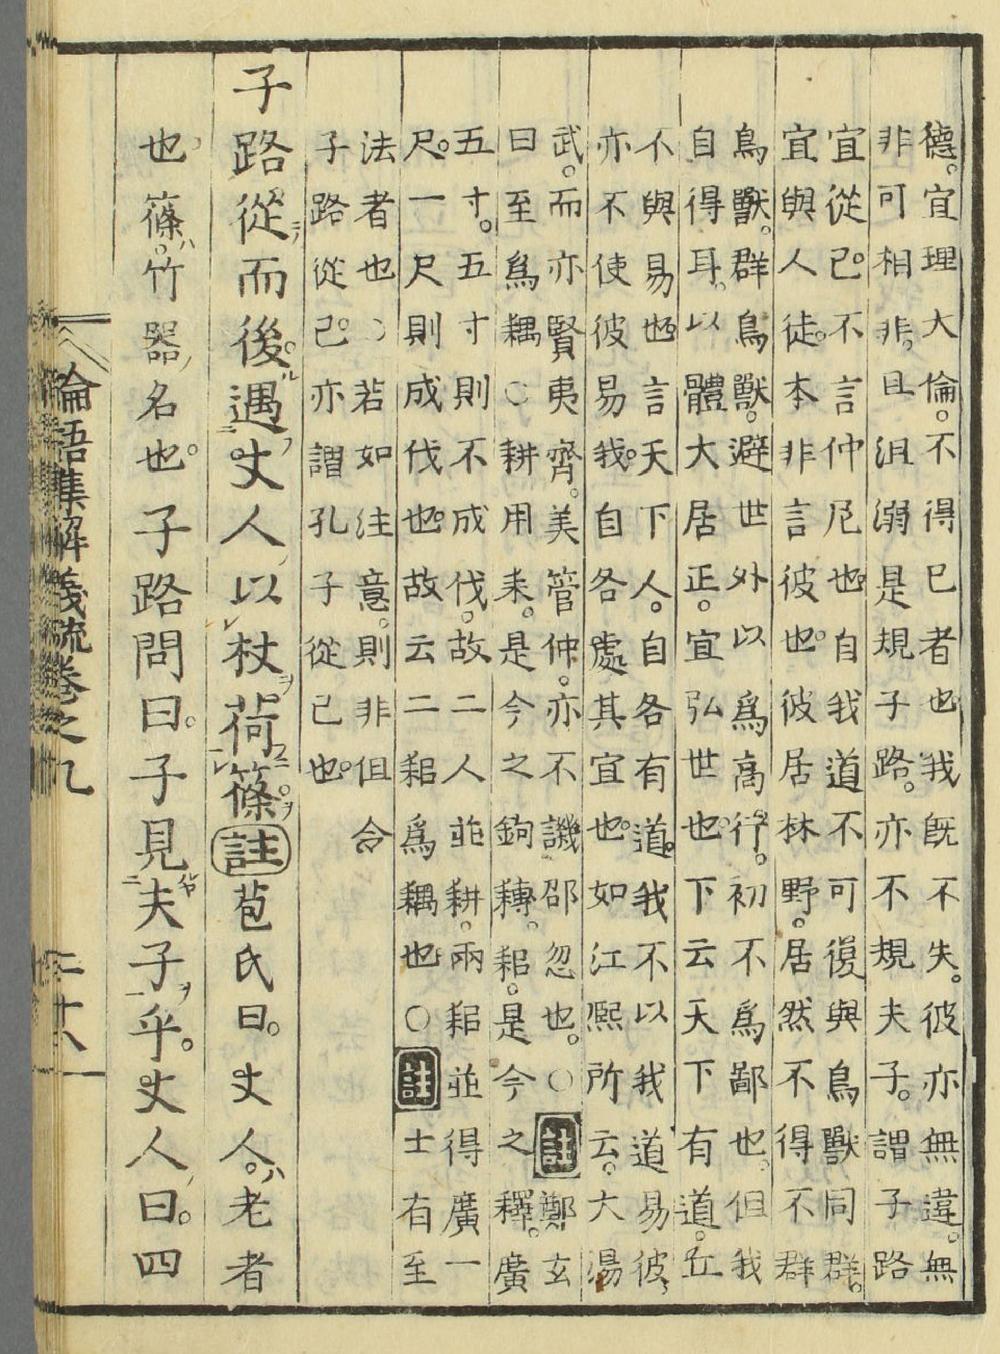 德。宜理大倫。不得已者也我既不失。彼亦無違。無
非可相非。且沮溺是規子路。亦不規夫子。謂子路
宜從己。不言仲尼也。自我道不可復與鳥獸同群。
宜與人徒。本非言彼也。彼居林野。居然不得不群
鳥獸。群鳥獸。避世外以爲高行。初不爲鄙也。但我
自得耳。以體大居正。宜弘世也。下云天下有道。丘
不與易也言天下人。自各有道。我不以我道易彼、
亦不使彼易我。自各處其宜也。如江熙所云。大湯
武。而亦賢夷齊。美管仲。亦不譏邵忽也。○註鄭玄
曰至爲耦○耕用耒。是今之鉤轉。耜。是今之釋。廣
五寸。五寸則不成伐。故二人並耕。兩耜並得廣一
尺。一尺則成伐也。故云二耜爲耦也○註士有至
法者也○若如注意。則非但令
子路從己。亦謂孔子從己也。
子路從而後。遇丈人以杖荷篠。註苞氏曰。丈人。老者
也篠。竹器名也。子路問曰。子見夫子乎。丈人曰。四
論語集解義疏卷之九
二十八